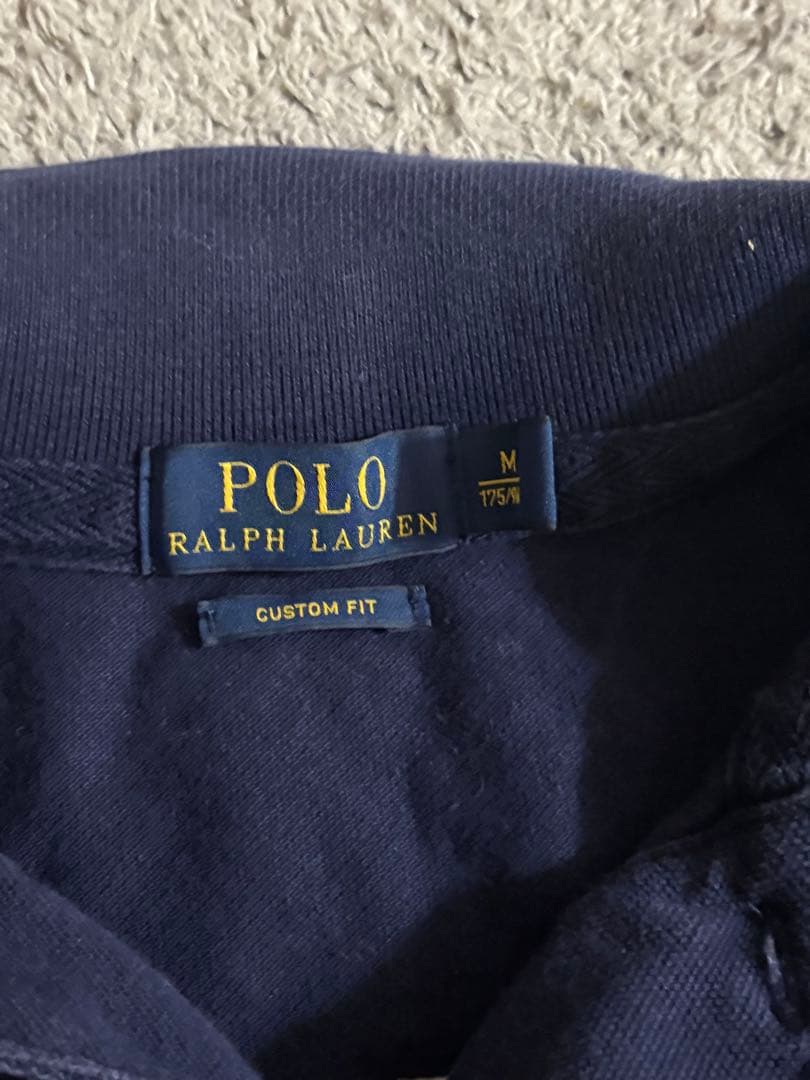 POLO
RALPH LAUREN
M
CUSTOM FIT